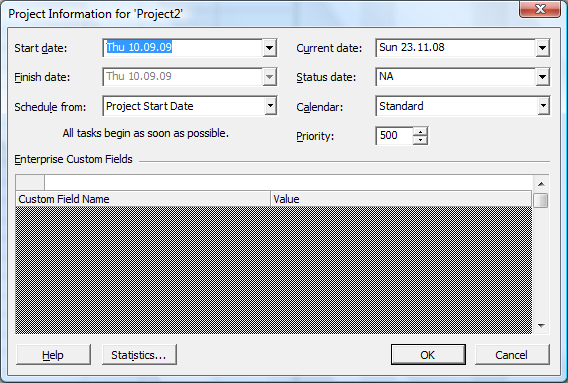 Project Information for 'Project2'
Start date: Thu 10.09.09 Current date: Sun 23.11.08
Finish date: Thu 10.09.09 Status date: NA
Schedule from: Project Start Date Calendar: Standard
All tasks begin as soon as possible. Priority: 500
Enterprise Custom Fields
Custom Field Name Value
Help Statistics... OK Cancel